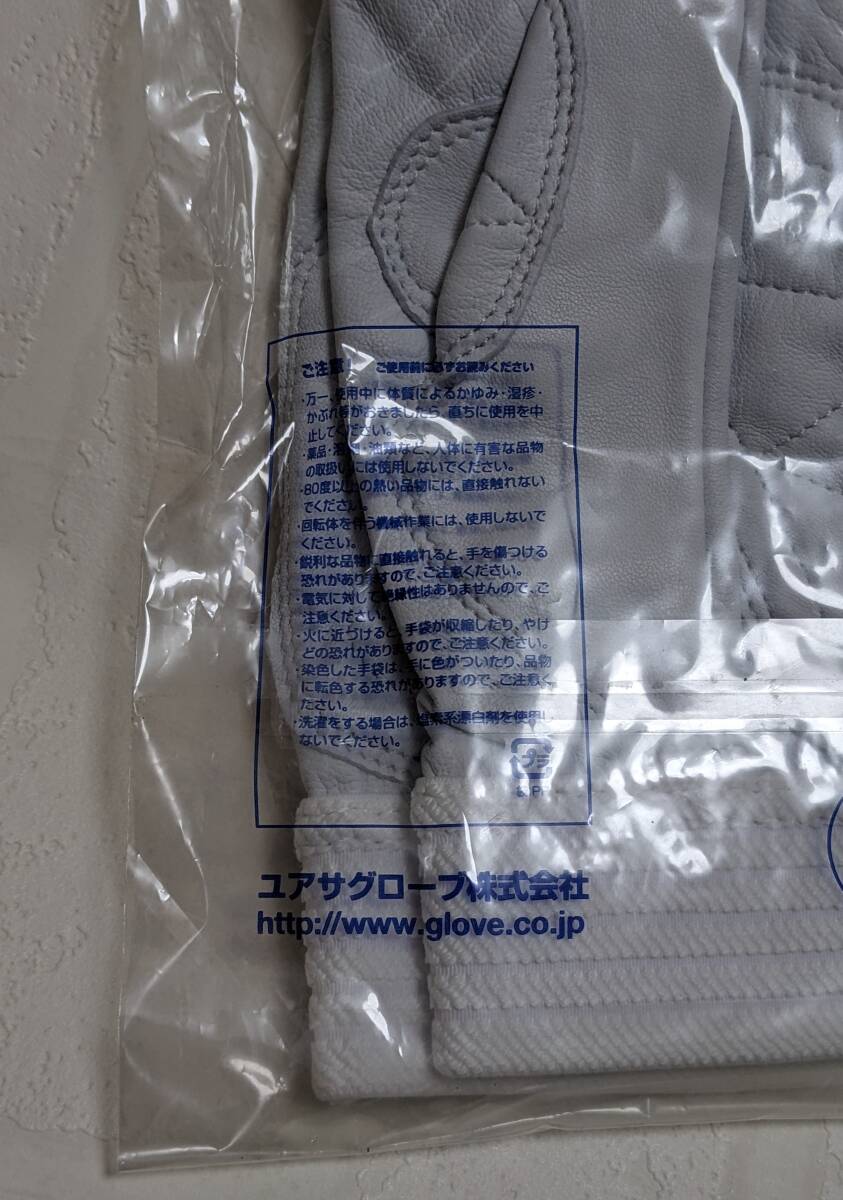 ご注意! ご使用前に必ずお読みください
・万一、使用中に体質によるかゆみ・湿疹・
かぶれ等がおきましたら、直ちに使用を中
止してください。
・薬品・溶剤・油類など、人体に有害な品物
の取扱いには使用しないでください。
・80度以上の熱い品物には、直接触れない
でください。
・回転体を伴う機械作業には、使用しないで
ください。
・鋭利な品物に直接触れると、手を傷つける
恐れがありますので、ご注意ください。
・電気に対して絶縁性はありませんので、ご
注意ください。
・火に近づけると、手袋が収縮したり、やけ
どの恐れがありますので、ご注意ください。
・染色した手袋は、手に色がついたり、品物
に転色する恐れがありますので、ご注意く
ださい。
・洗濯をする場合は、塩素系漂白剤を使用し
ないでください。
プラ
ユアサグローブ株式会社
http://www.glove.co.jp